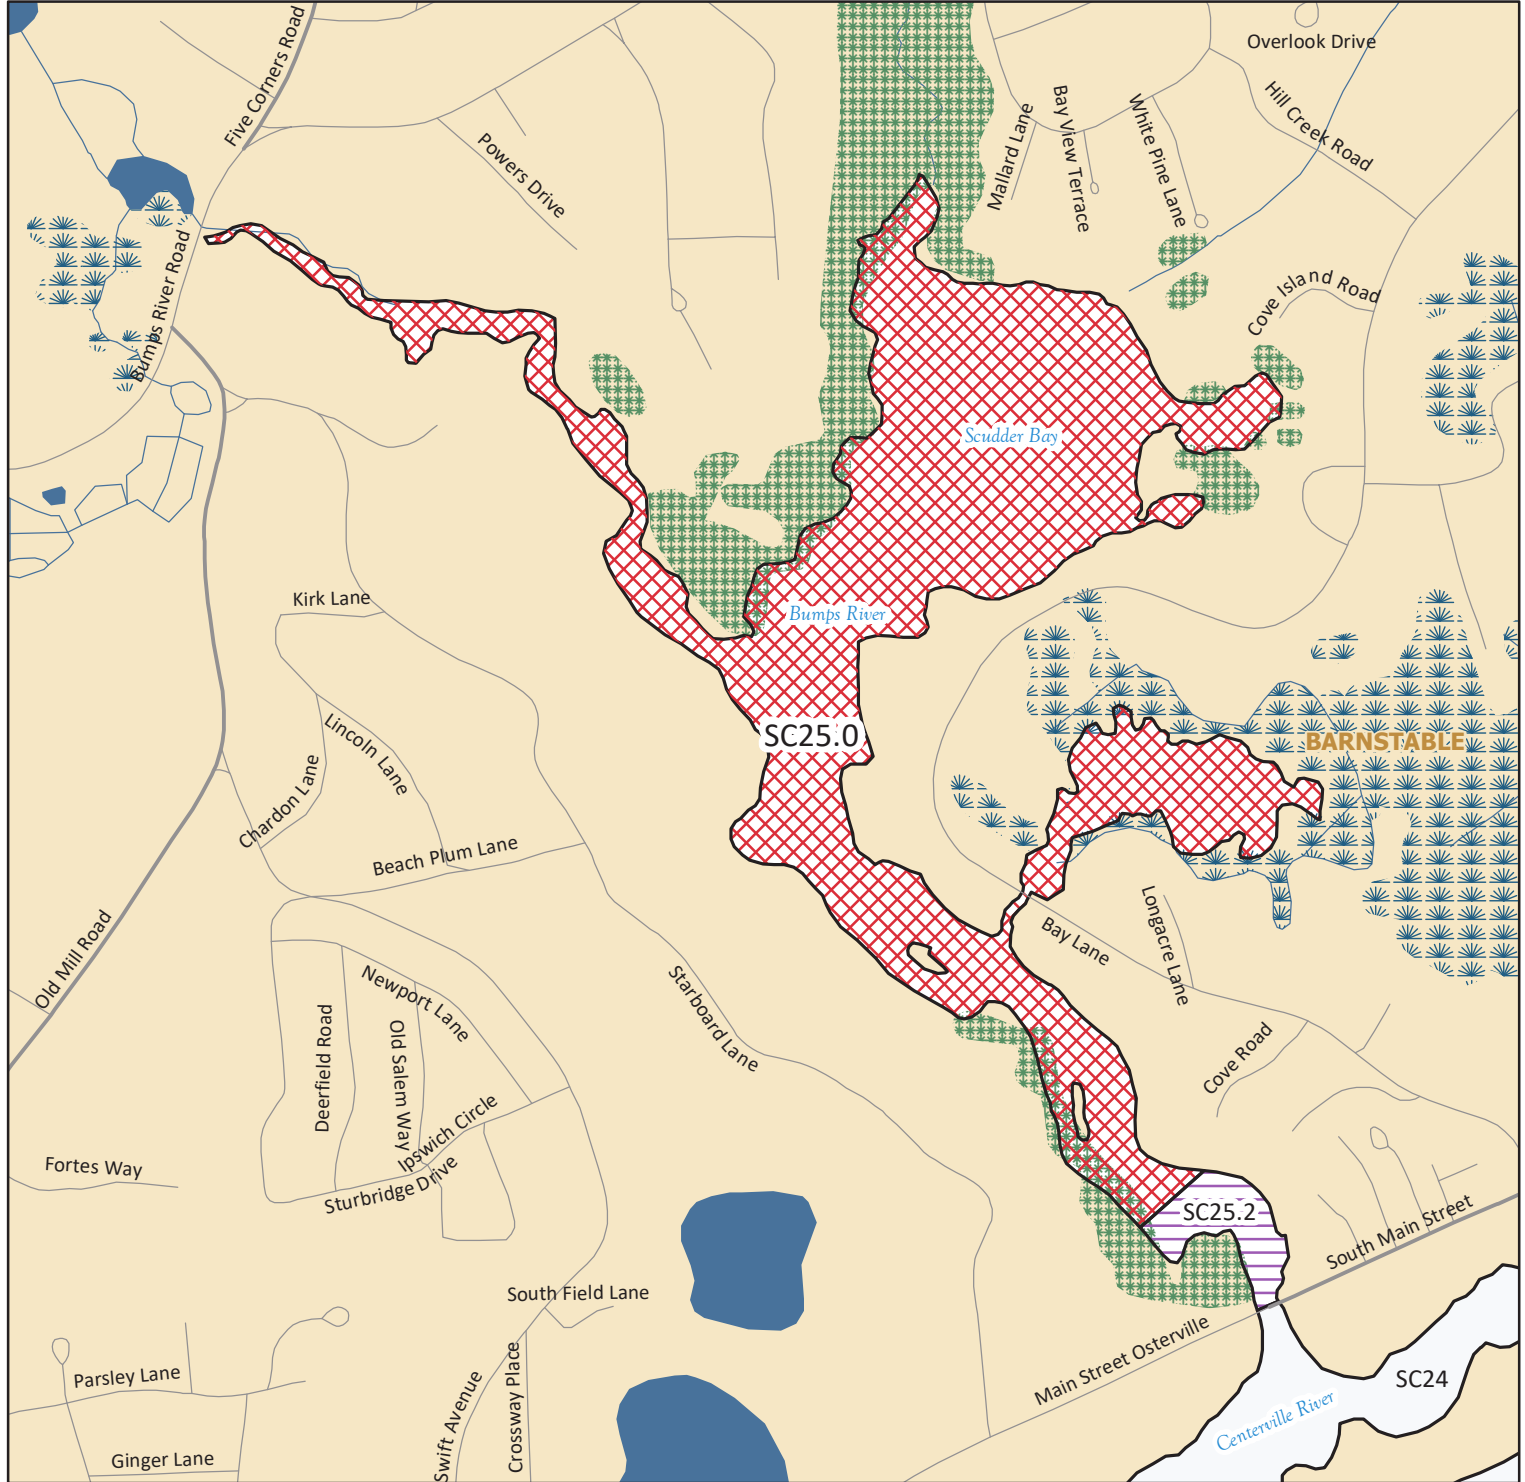 Five Corners Road
Overlook Drive
Hill Creek Road
Mallard Lane
Bay View Terrace
White Pine Lane
Powers Drive
Bumps River Road
Cove Island Road
Scudder Bay
Kirk Lane
Bumps River
Lincoln Lane
SC25.0
BARNSTABLE
Chardon Lane
Beach Plum Lane
Old Mill Road
Bay Lane
Longacre Lane
Newport Lane
Starboard Lane
Deerfield Road
Old Salem Way
Cove Road
Ipswich Circle
Fortes Way
Sturbridge Drive
SC25.2
South Main Street
South Field Lane
Main Street Osterville
Parsley Lane
Swift Avenue
Crossway Place
SC24
Centerville River
Ginger Lane